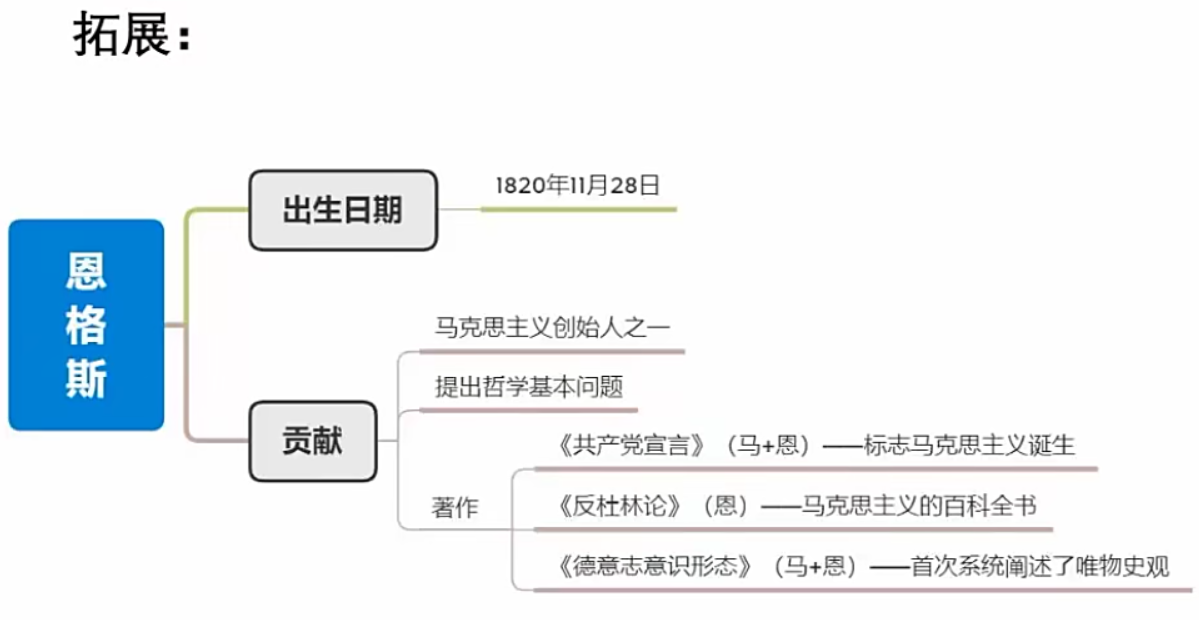 拓展：
恩
格
斯
出生日期
1820年11月28日
贡献
马克思主义创始人之一
提出哲学基本问题
著作
《共产党宣言》（马+恩）——标志马克思主义诞生
《反杜林论》（恩）——马克思主义的百科全书
《德意志意识形态》（马+恩）——首次系统阐述了唯物史观